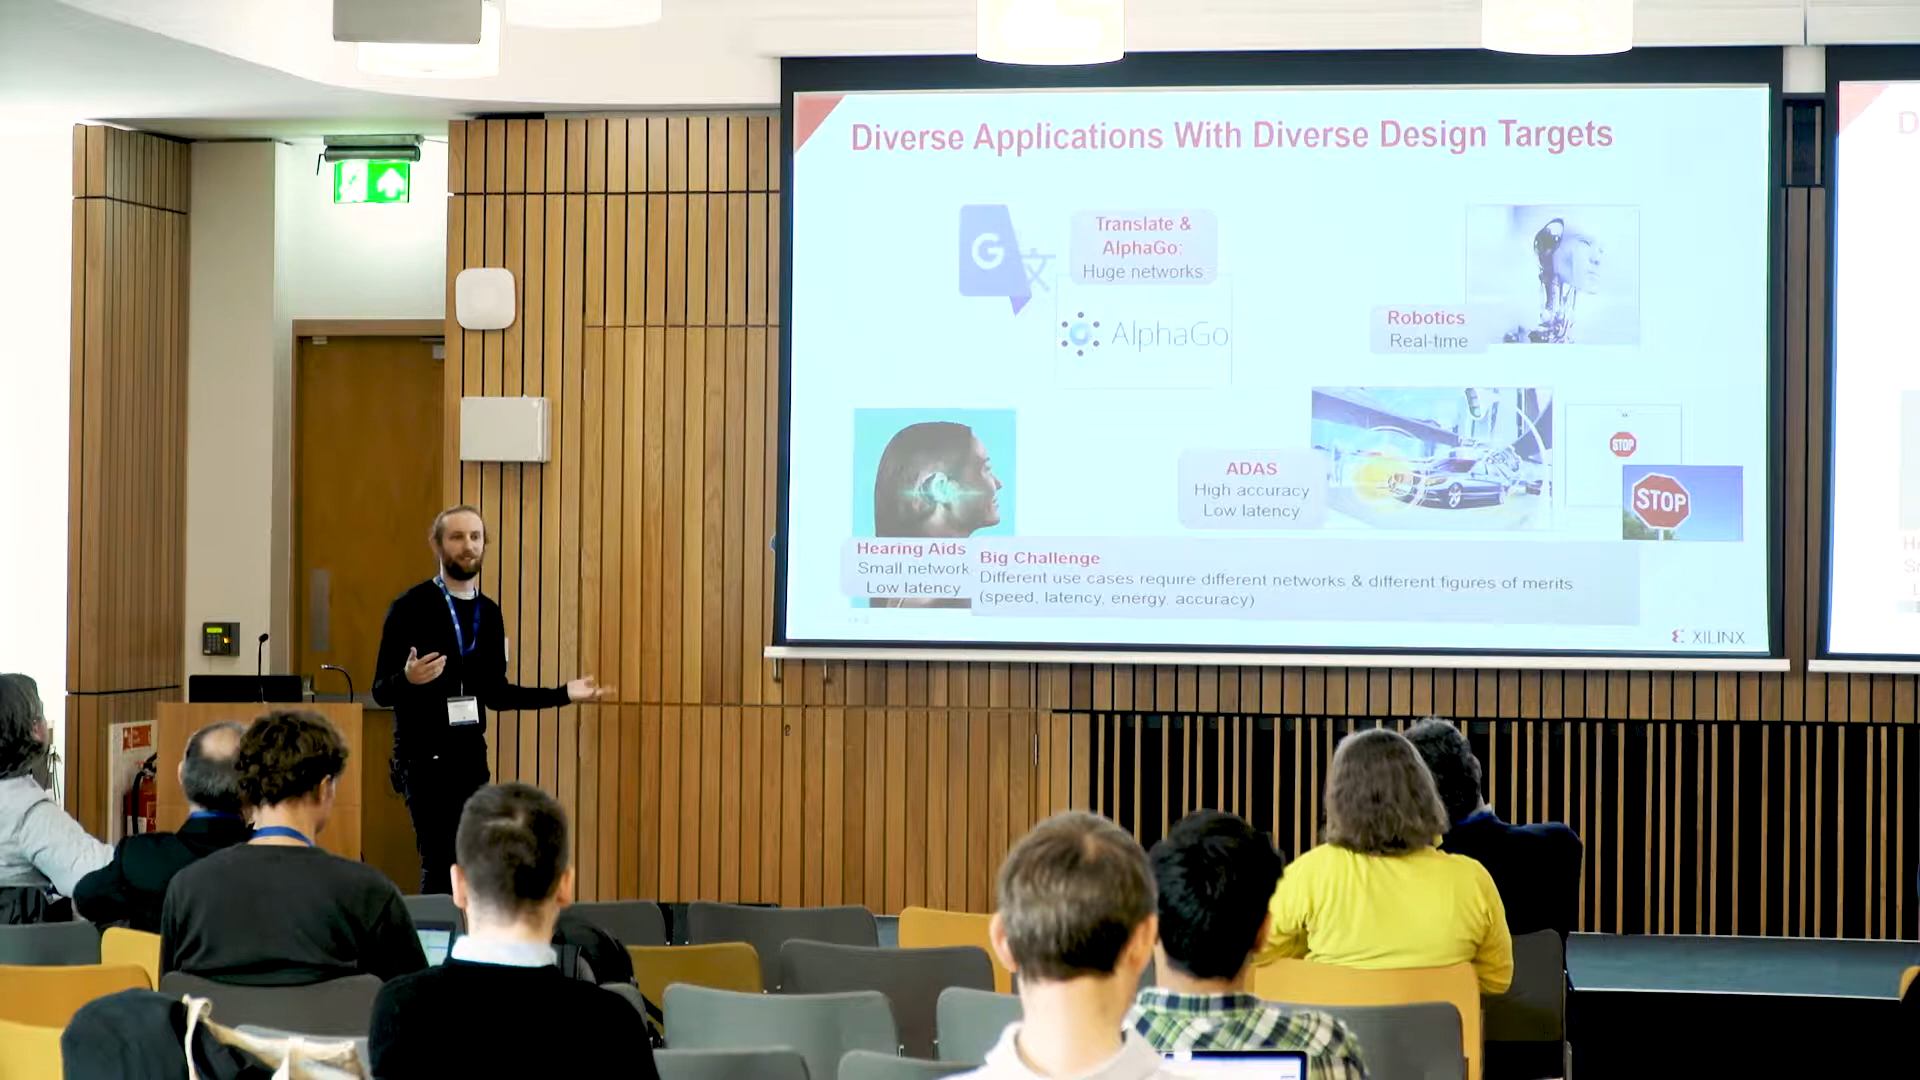 Diverse Applications With Diverse Design Targets
G
文
Translate &
AlphaGo:
Huge networks
AlphaGo
Robotics
Real-time
ADAS
High accuracy
Low latency
STOP
STOP
Hearing Aids
Small network
Low latency
Big Challenge
Different use cases require different networks & different figures of merits
(speed, latency, energy, accuracy)
XILINX
D